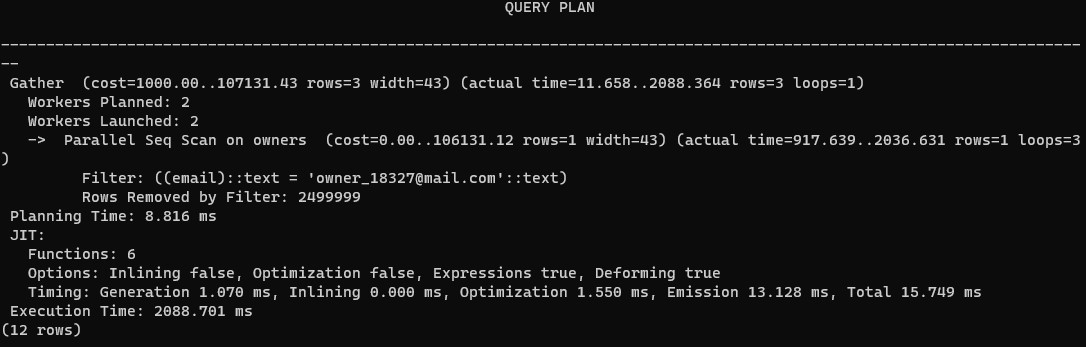 QUERY PLAN
------------------------------------------------------------------------------------------------------------------------
--
Gather  (cost=1000.00..107131.43 rows=3 width=43) (actual time=11.658..2088.364 rows=3 loops=1)
Workers Planned: 2
Workers Launched: 2
->  Parallel Seq Scan on owners  (cost=0.00..106131.12 rows=1 width=43) (actual time=917.639..2036.631 rows=1 loops=3
)
Filter: ((email)::text = 'owner_18327@mail.com'::text)
Rows Removed by Filter: 2499999
Planning Time: 8.816 ms
JIT:
Functions: 6
Options: Inlining false, Optimization false, Expressions true, Deforming true
Timing: Generation 1.070 ms, Inlining 0.000 ms, Optimization 1.550 ms, Emission 13.128 ms, Total 15.749 ms
Execution Time: 2088.701 ms
(12 rows)